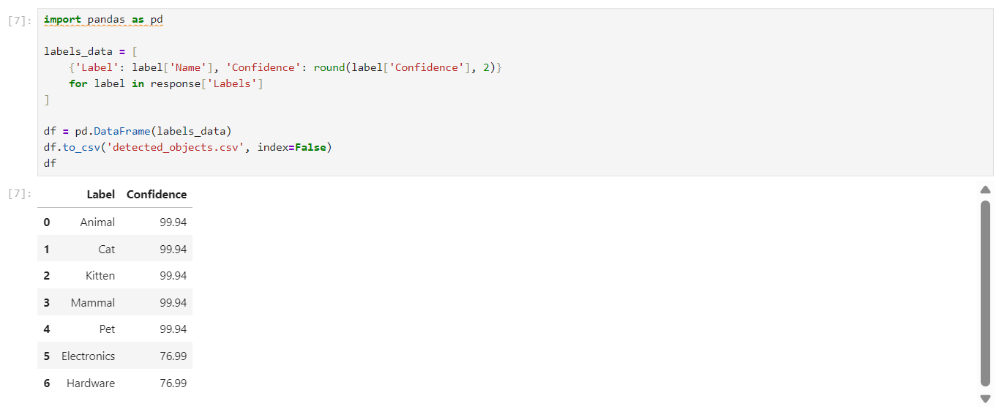 [7]: import pandas as pd
labels_data = [
    {'Label': label['Name'], 'Confidence': round(label['Confidence'], 2)}
    for label in response['Labels']
]
df = pd.DataFrame(labels_data)
df.to_csv('detected_objects.csv', index=False)
df
[7]: Label Confidence
0 Animal 99.94
1 Cat 99.94
2 Kitten 99.94
3 Mammal 99.94
4 Pet 99.94
5 Electronics 76.99
6 Hardware 76.99